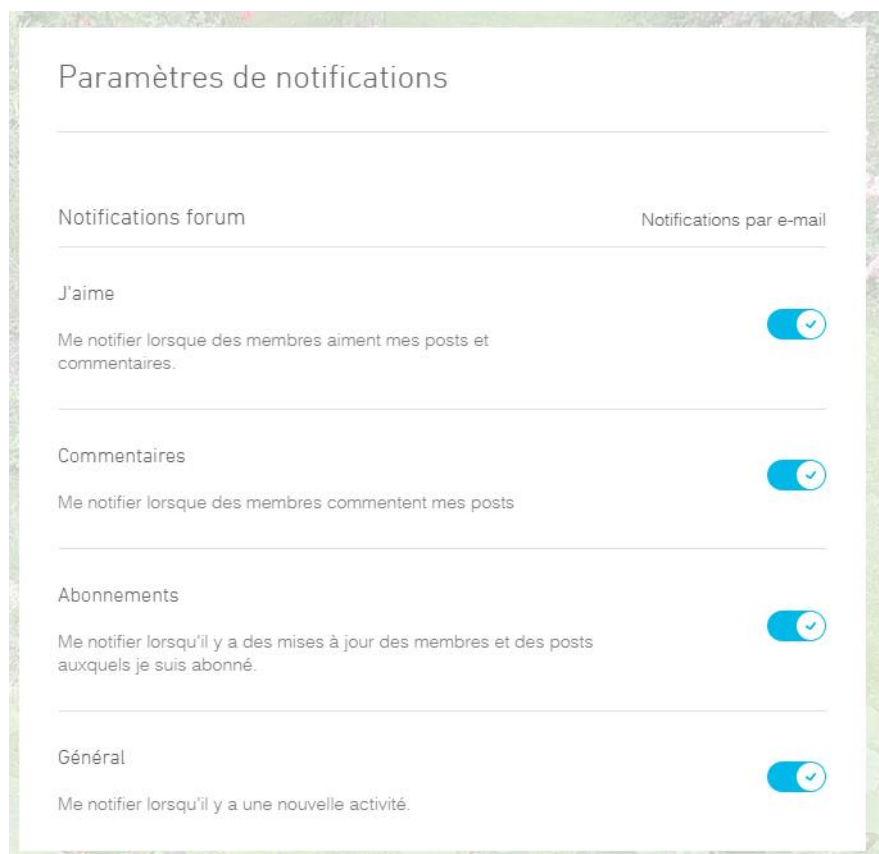 Paramètres de notifications
Notifications forum
Notifications par e-mail
J'aime
Me notifier lorsque des membres aiment mes posts et
commentaires.
Commentaires
Me notifier lorsque des membres commentent mes posts
Abonnements
Me notifier lorsqu'il y a des mises à jour des membres et des posts
auxquels je suis abonné.
Général
Me notifier lorsqu'il y a une nouvelle activité.